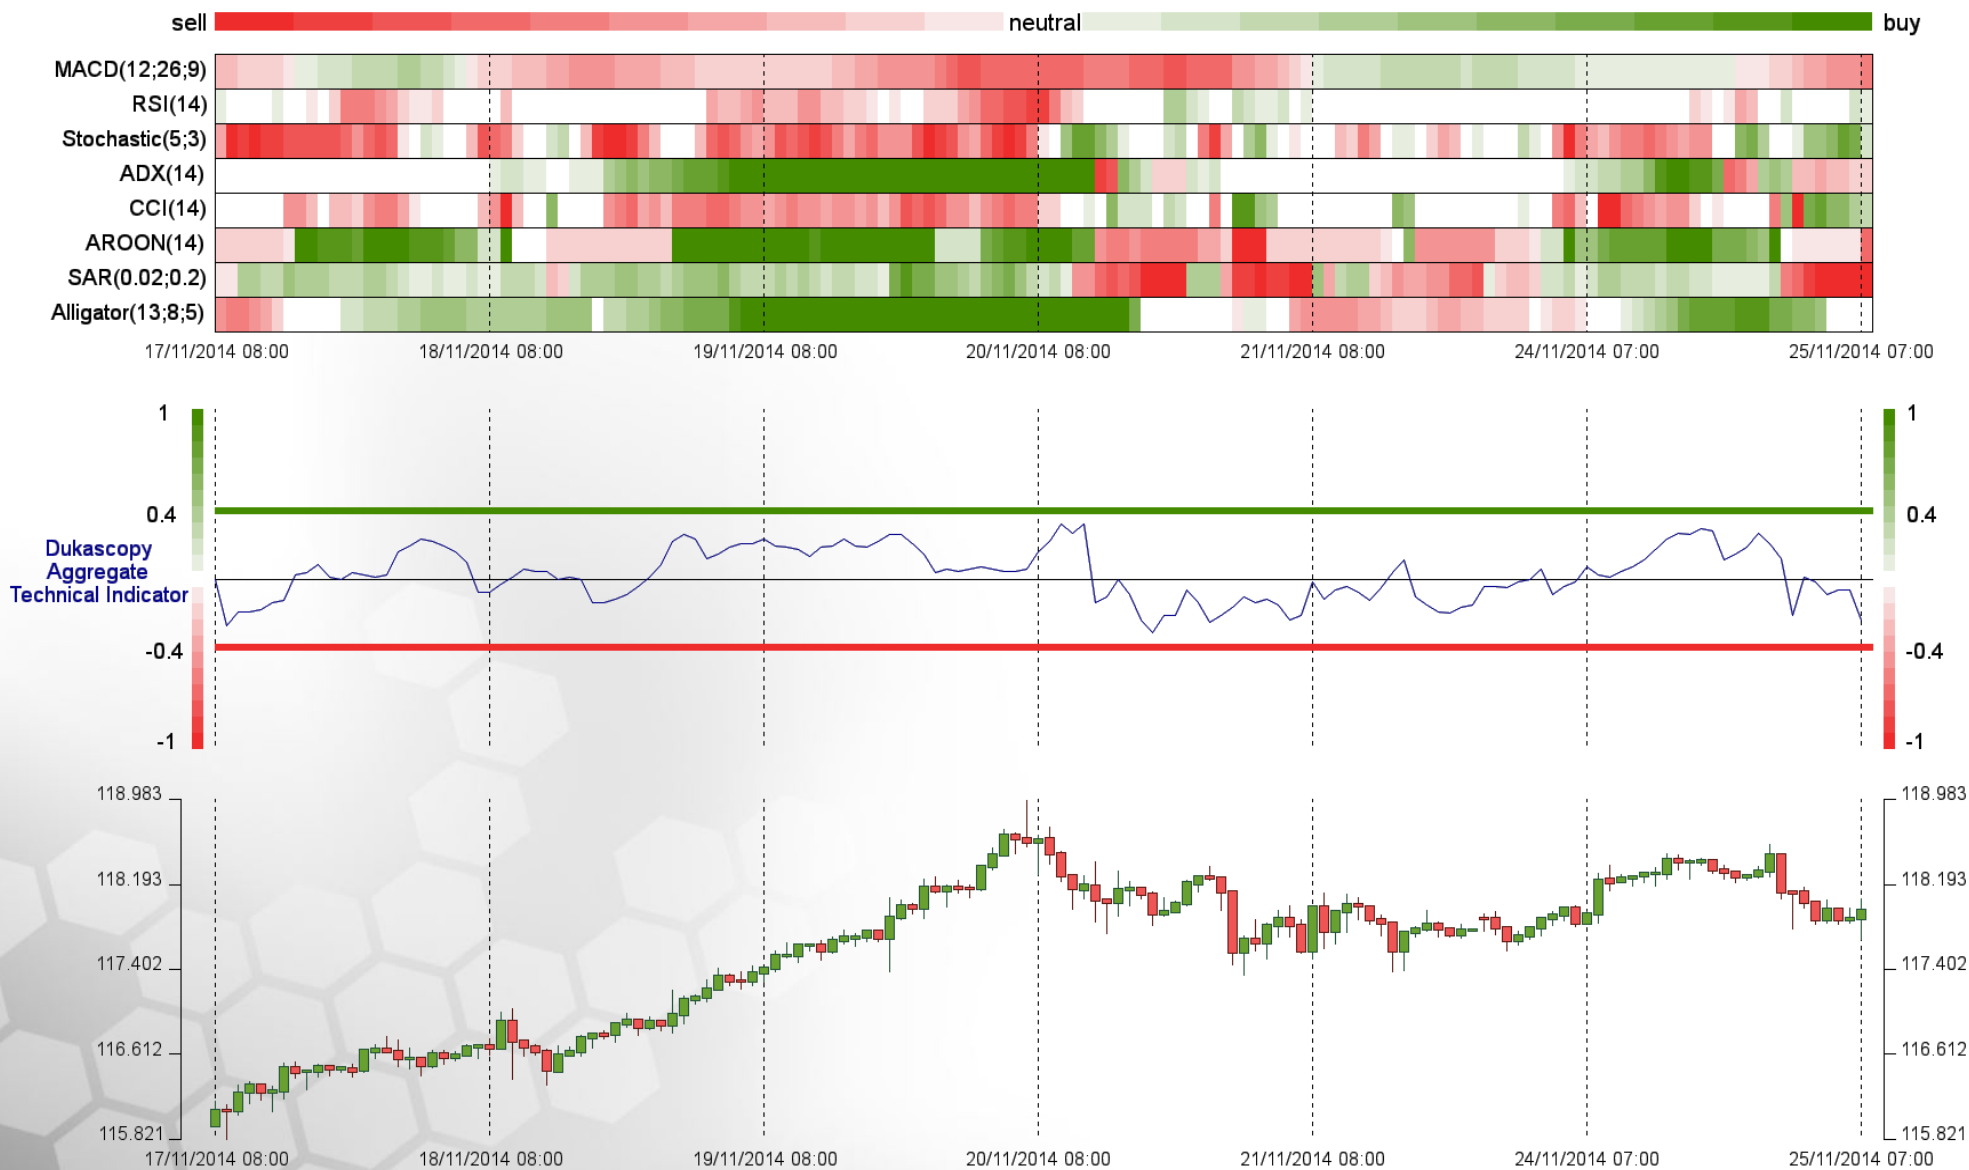 sell neutral buy
MACD(12;26;9)
RSI(14)
Stochastic(5;3)
ADX(14)
CCI(14)
AROON(14)
SAR(0.02;0.2)
Alligator(13;8;5)
17/11/2014 08:00 18/11/2014 08:00 19/11/2014 08:00 20/11/2014 08:00 21/11/2014 08:00 24/11/2014 07:00 25/11/2014 07:00
1 1
0.4 0.4
Dukascopy
Aggregate
Technical Indicator
-0.4 -0.4
-1 -1
118.983 118.983
118.193 118.193
117.402 117.402
116.612 116.612
115.821 115.821
17/11/2014 08:00 18/11/2014 08:00 19/11/2014 08:00 20/11/2014 08:00 21/11/2014 08:00 24/11/2014 07:00 25/11/2014 07:00